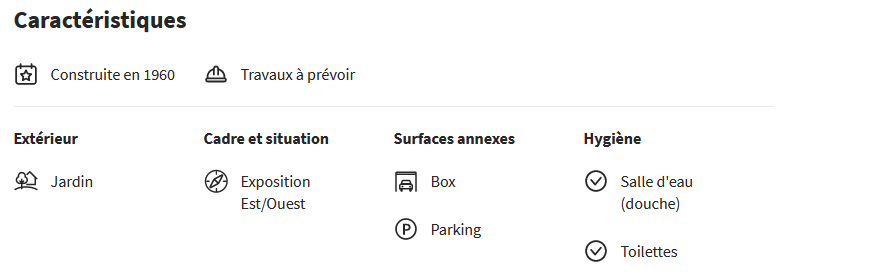 Caractéristiques
Construite en 1960
Travaux à prévoir
Extérieur
Jardin
Cadre et situation
Exposition
Est/Ouest
Surfaces annexes
Box
P Parking
Hygiène
Salle d'eau
(douche)
Toilettes